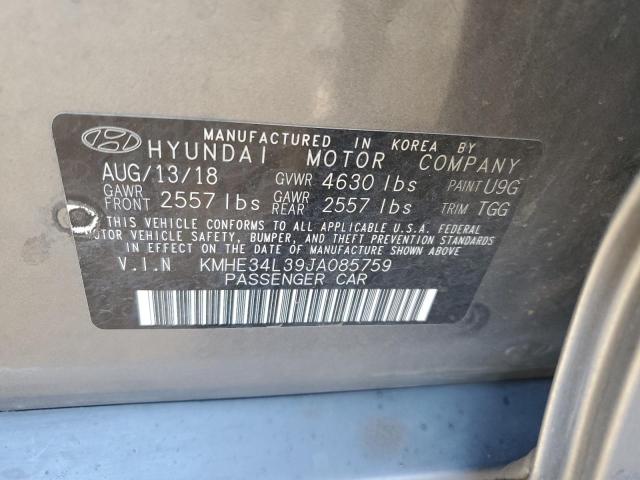 MANUFACTURED IN KOREA BY
HYUNDAI MOTOR COMPANY
AUG/13/18 GVWR 4630 lbs PAINT U9G
GAWR FRONT 2557 lbs GAWR REAR 2557 lbs TRIM TGG
THIS VEHICLE CONFORMS TO ALL APPLICABLE U.S.A. FEDERAL
MOTOR VEHICLE SAFETY, BUMPER, AND THEFT PREVENTION STANDARDS
IN EFFECT ON THE DATE OF MANUFACTURE SHOWN ABOVE.
V.I.N KMHE34L39JA085759
PASSENGER CAR